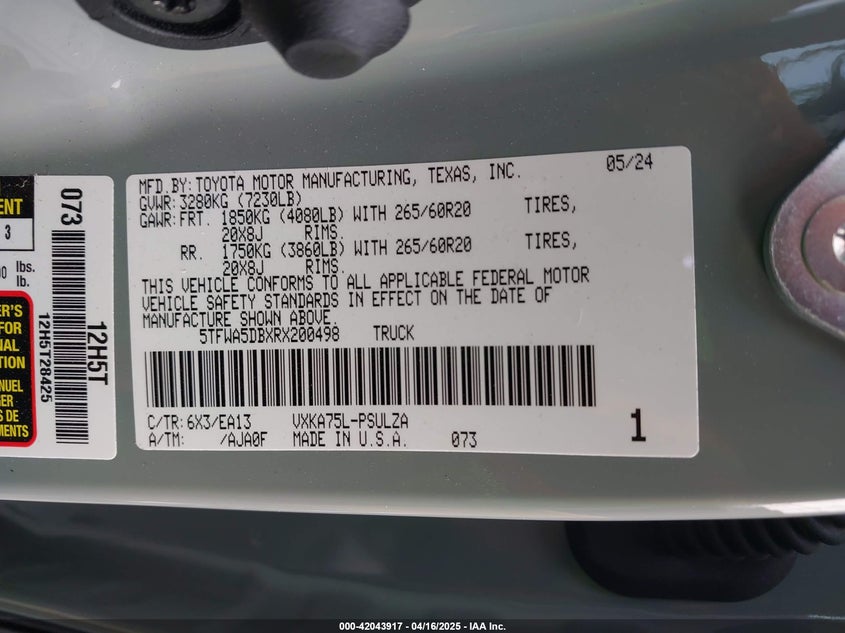 MFD.BY: TOYOTA MOTOR MANUFACTURING, TEXAS, INC. 05/24
GVWR: 3280KG (7230LB)
GAWR: FRT. 1850KG (4080LB) WITH 265/60R20 TIRES,
20X8J RIMS.
RR. 1750KG (3860LB) WITH 265/60R20 TIRES,
20X8J RIMS.
THIS VEHICLE CONFORMS TO ALL APPLICABLE FEDERAL MOTOR
VEHICLE SAFETY STANDARDS IN EFFECT ON THE DATE OF
MANUFACTURE SHOWN ABOVE.
5TFWA5DBXRX200498 TRUCK
C/TR: 6X3/EA13 VXKA75L-PSULZA
A/TM: /AJA0F MADE IN U.S.A. 073
1
073
12H5T28425
12H5T
3
lbs.
lb.
FOR
000-42043917 - 04/16/2025 - IAA Inc.